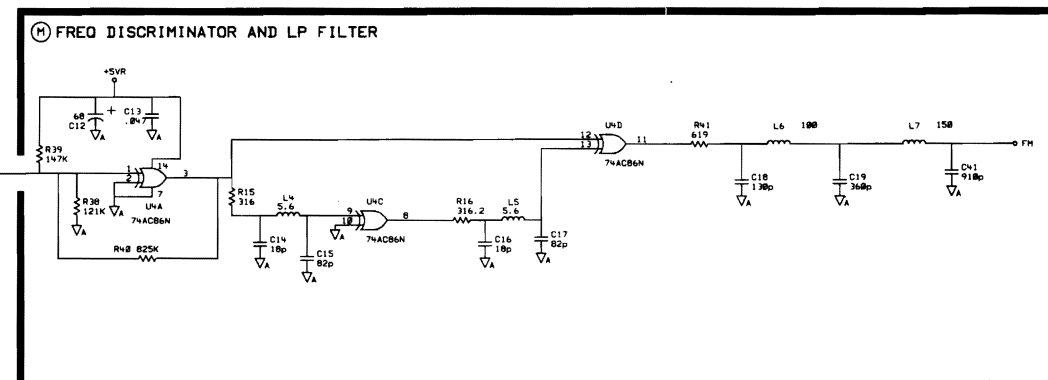 M FREQ DISCRIMINATOR AND LP FILTER
+5VR
68
C12
+
C13
.047
A
A
R39
147K
14
1
2
3
7
U4A
74AC86N
A
R38
121K
A
R40 825K
R15
316
L4
5.6
C14
18p
A
C15
82p
A
U4C
9
10
8
A
74AC86N
R16
316.2
L5
5.6
C16
18p
A
C17
82p
A
U4D
12
13
11
74AC86N
R41
619
L6 100
C18
130p
A
C19
360p
A
L7 150
C41
910p
A
FM